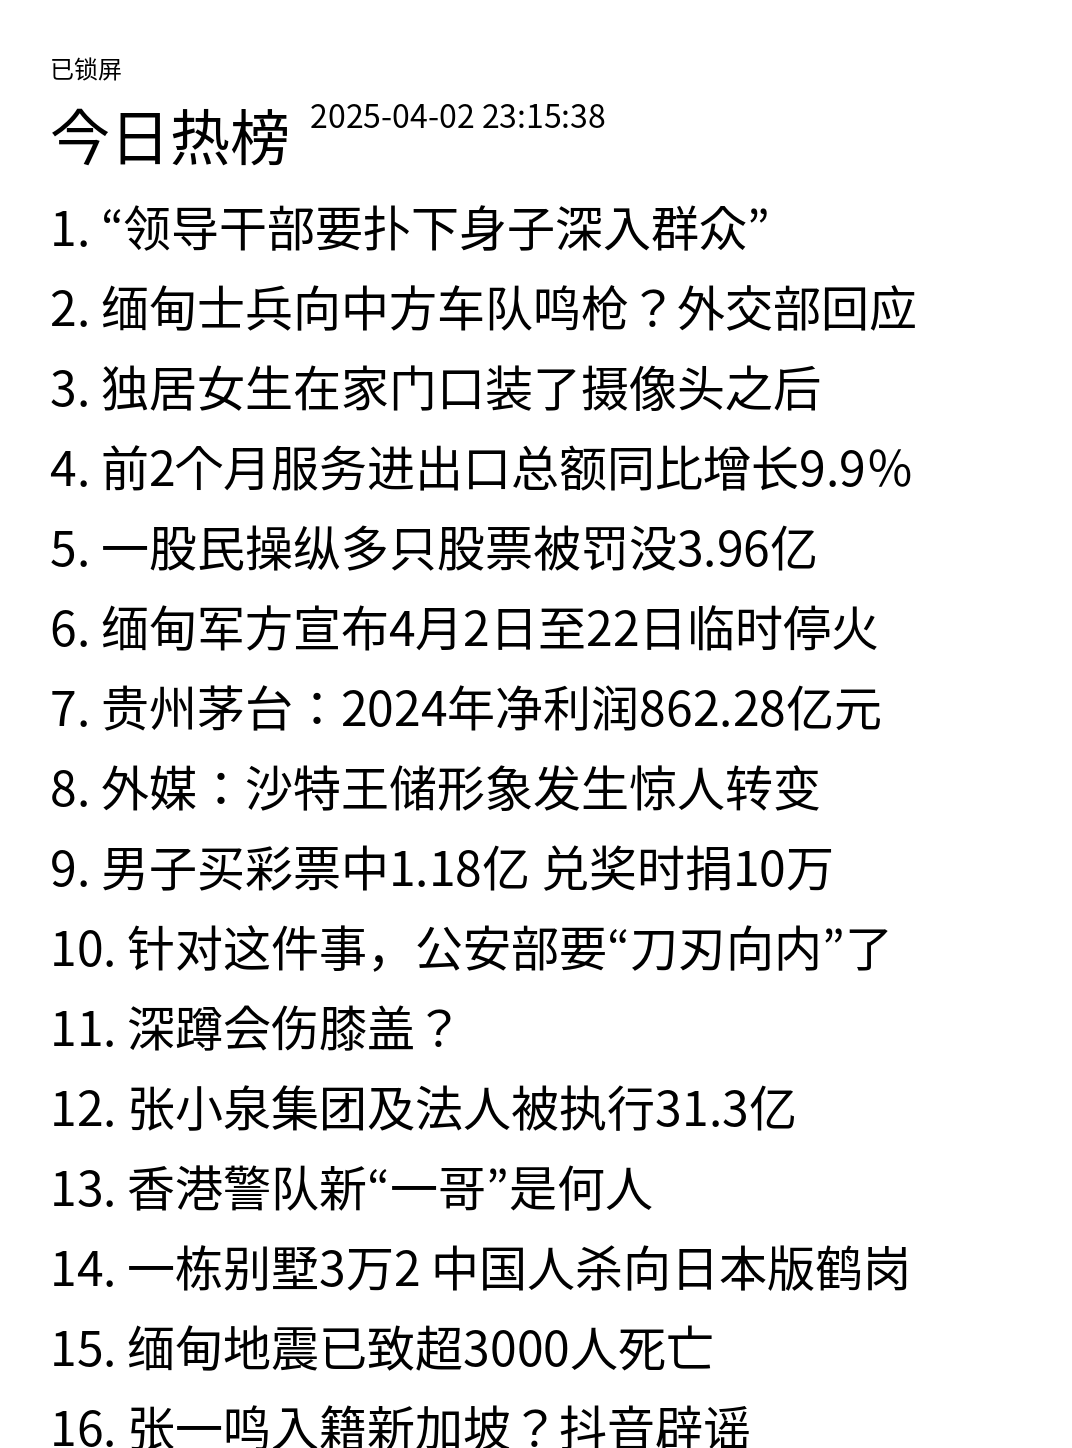 已锁屏
今日热榜 2025-04-02 23:15:38
1. “领导干部要扑下身子深入群众”
2. 缅甸士兵向中方车队鸣枪？外交部回应
3. 独居女生在家门口装了摄像头之后
4. 前2个月服务进出口总额同比增长9.9%
5. 一股民操纵多只股票被罚没3.96亿
6. 缅甸军方宣布4月2日至22日临时停火
7. 贵州茅台：2024年净利润862.28亿元
8. 外媒：沙特王储形象发生惊人转变
9. 男子买彩票中1.18亿 兑奖时捐10万
10. 针对这件事，公安部要“刀刃向内”了
11. 深蹲会伤膝盖？
12. 张小泉集团及法人被执行31.3亿
13. 香港警队新“一哥”是何人
14. 一栋别墅3万2 中国人杀向日本版鹤岗
15. 缅甸地震已致超3000人死亡
16. 张一鸣入籍新加坡？抖音辟谣